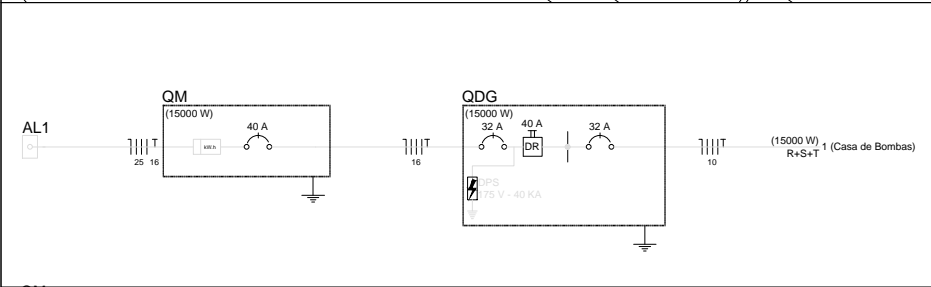 QM
(15000 W)
40 A
kW.h
AL1
25 16
16
QDG
(15000 W)
32 A
40 A
DR
32 A
DPS
175 V - 40 KA
10
(15000 W)
R+S+T
1 (Casa de Bombas)